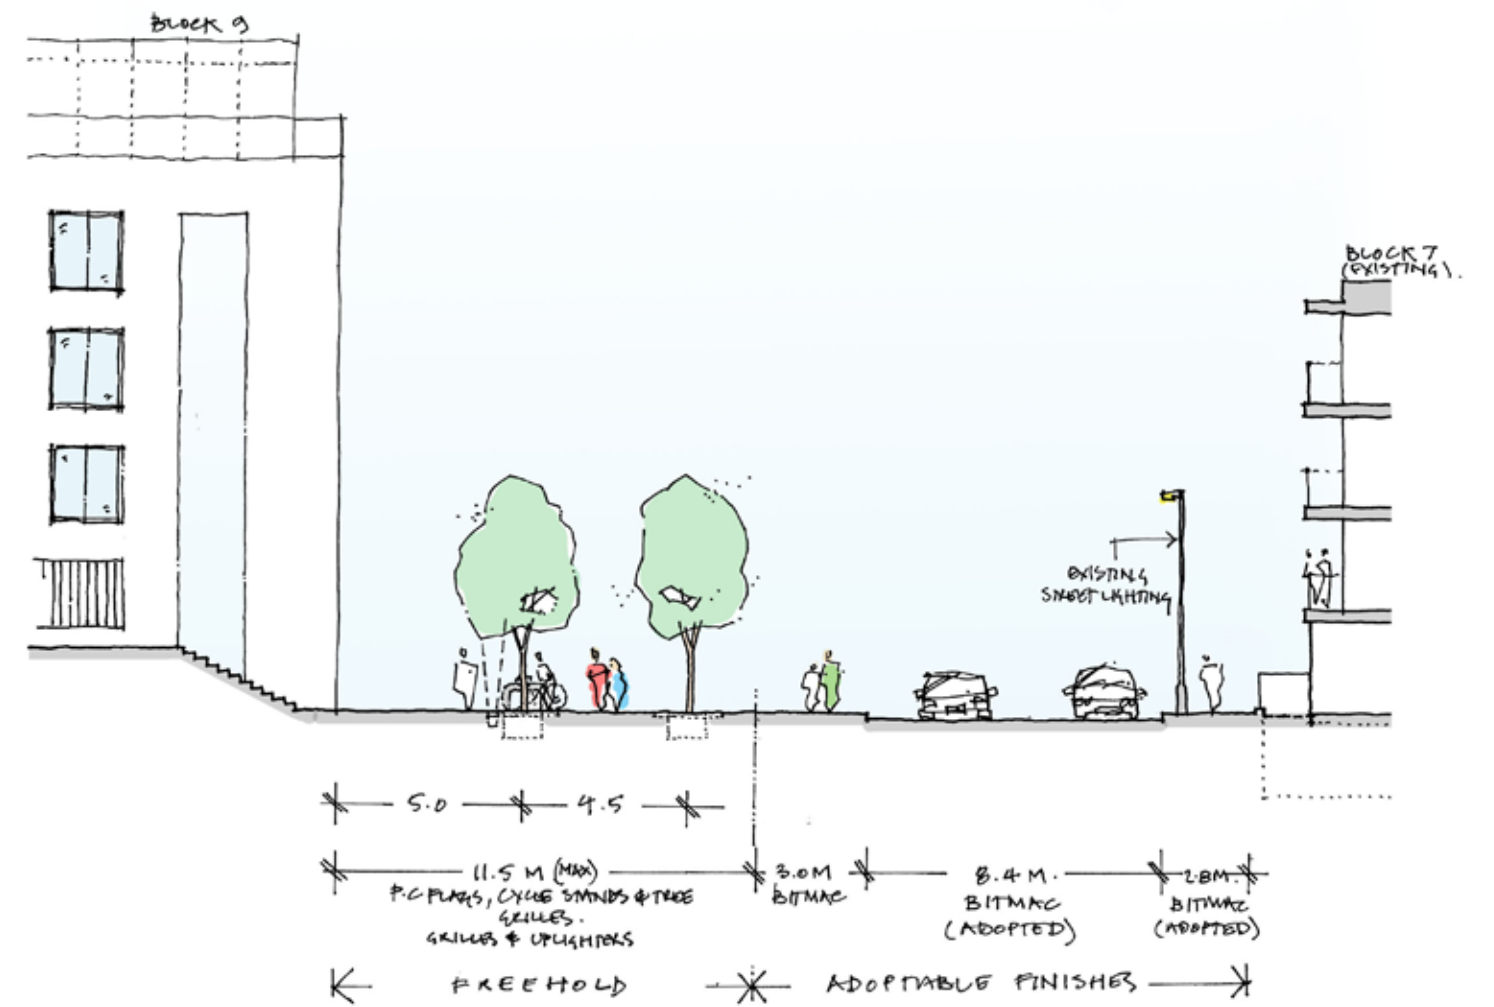 BLOCK 9
BLOCK 7
(EXISTING).
EXISTING
STREET LIGHTING
5.0 4.5
11.5 M (MAX)
P.C FLAGS, CYCLE STANDS & TREE
GRILLES.
GRILLES & UPLIGHTERS
3.0M
BITMAC
8.4 M.
BITMAC
(ADOPTED)
2.8M.
BITMAC
(ADOPTED)
FREEHOLD ADOPTABLE FINISHES